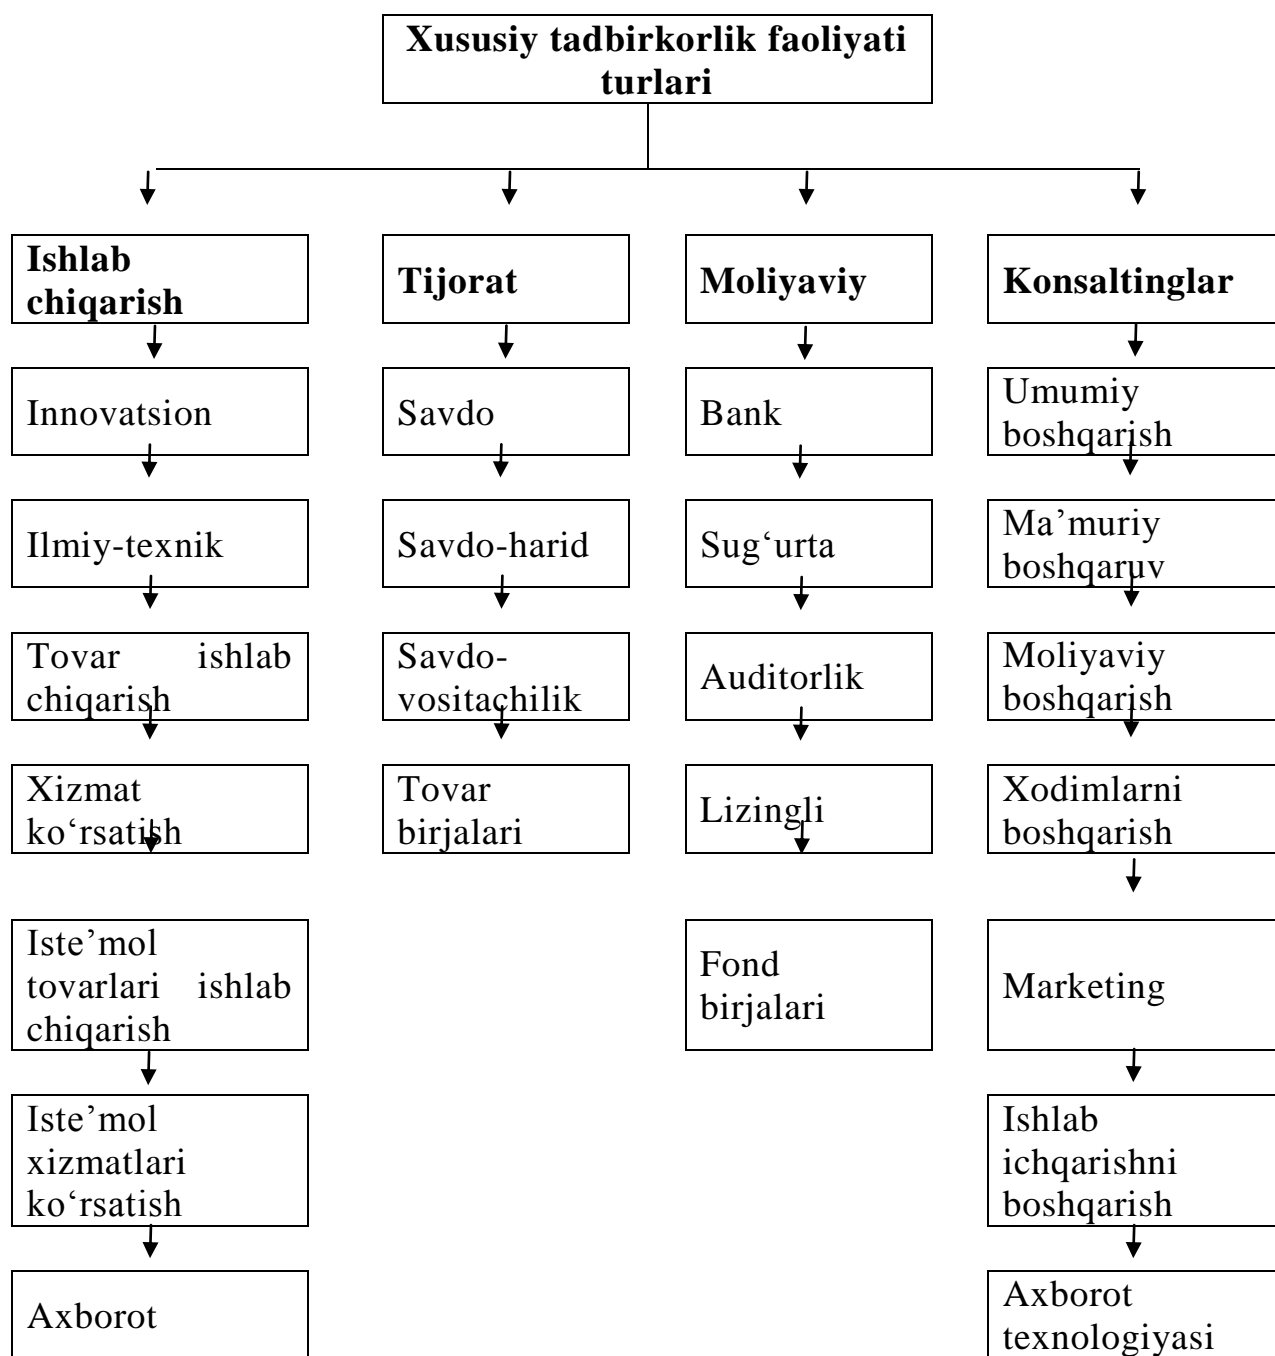 Xususiy tadbirkorlik faoliyati
turlari
Ishlab
chiqarish
Tijorat
Moliyaviy
Konsaltinglar
Innovatsion
Savdo
Bank
Umumiy
boshqarish
Ilmiy-texnik
Savdo-harid
Sug‘urta
Ma’muriy
boshqaruv
Tovar ishlab
chiqarish
Savdo-
vositachilik
Auditorlik
Moliyaviy
boshqarish
Xizmat
ko‘rsatish
Tovar
birjalari
Lizingli
Xodimlarni
boshqarish
Iste’mol
tovarlari ishlab
chiqarish
Fond
birjalari
Marketing
Iste’mol
xizmatlari
ko‘rsatish
Ishlab
ichqarishni
boshqarish
Axborot
Axborot
texnologiyasi